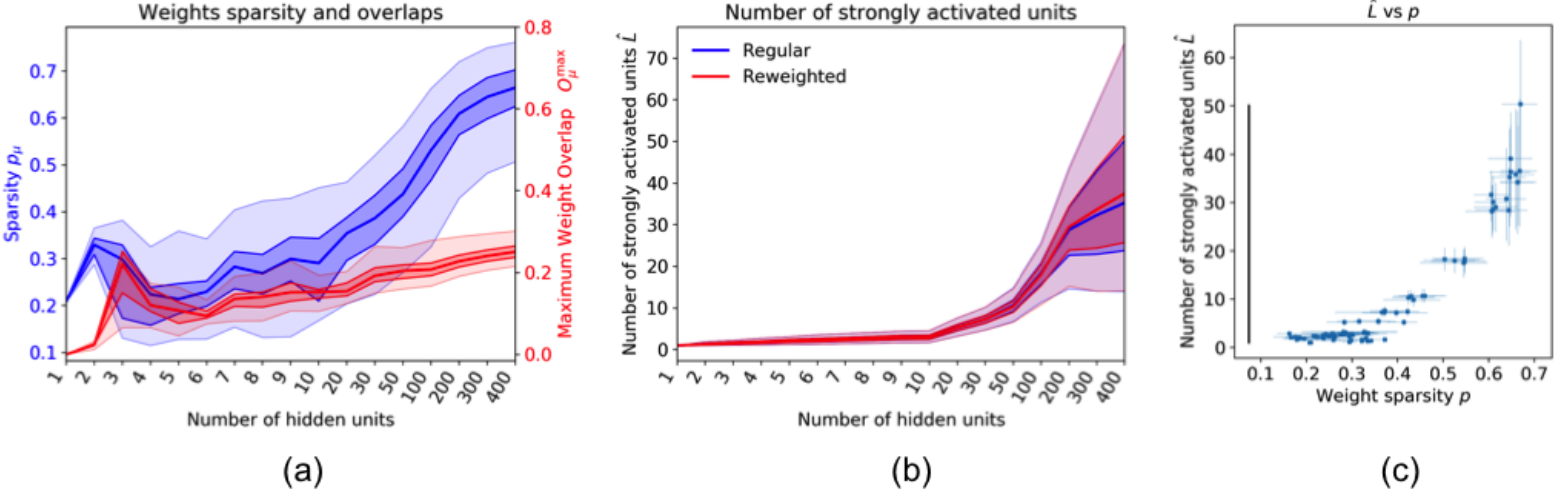 Weights sparsity and overlaps
Sparsity pμ
0.7
0.6
0.5
0.4
0.3
0.2
0.1
0.8
0.6
0.4
0.2
0.0
Maximum Weight Overlap Oμ^max
1 2 3 4 5 6 7 8 9 10 20 30 50 100 200 300 400
Number of hidden units
(a)
Number of strongly activated units
Number of strongly activated units L̂
70
60
50
40
30
20
10
0
Regular
Reweighted
1 2 3 4 5 6 7 8 9 10 20 30 50 100 200 300 400
Number of hidden units
(b)
L̂ vs p
Number of strongly activated units L̂
60
50
40
30
20
10
0
0.1 0.2 0.3 0.4 0.5 0.6 0.7
Weight sparsity p
(c)